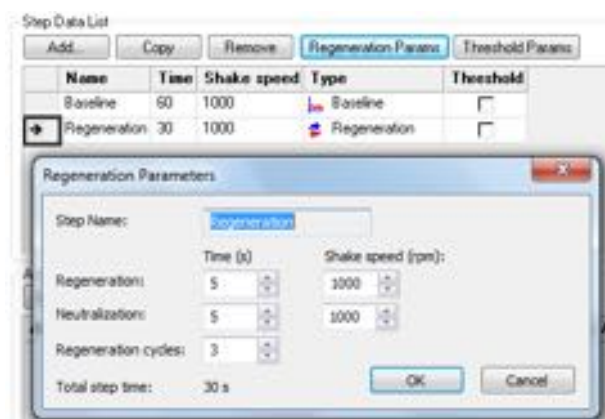 Step Data List
Add... Copy Remove Regeneration Params Threshold Params
Name Time Shake speed Type Threshold
Baseline 60 1000 Baseline
Regeneration 30 1000 Regeneration
Regeneration Parameters
Step Name: Regeneration
Time (s) Shake speed (rpm):
Regeneration: 5 1000
Neutralization: 5 1000
Regeneration cycles: 3
Total step time: 30 s
OK Cancel